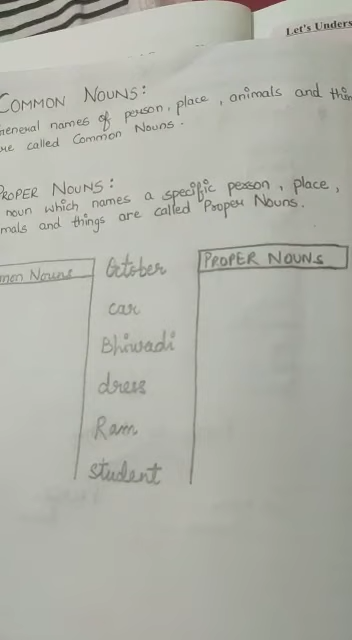 Let's Unders
COMMON NOUNS:
General names of person, place, animals and thin
are called Common Nouns.
PROPER NOUNS:
noun which names a specific person, place,
mals and things are called Proper Nouns.
mon Nouns
October
PROPER NOUNS
car
Bhiwadi
dress
Ram
student